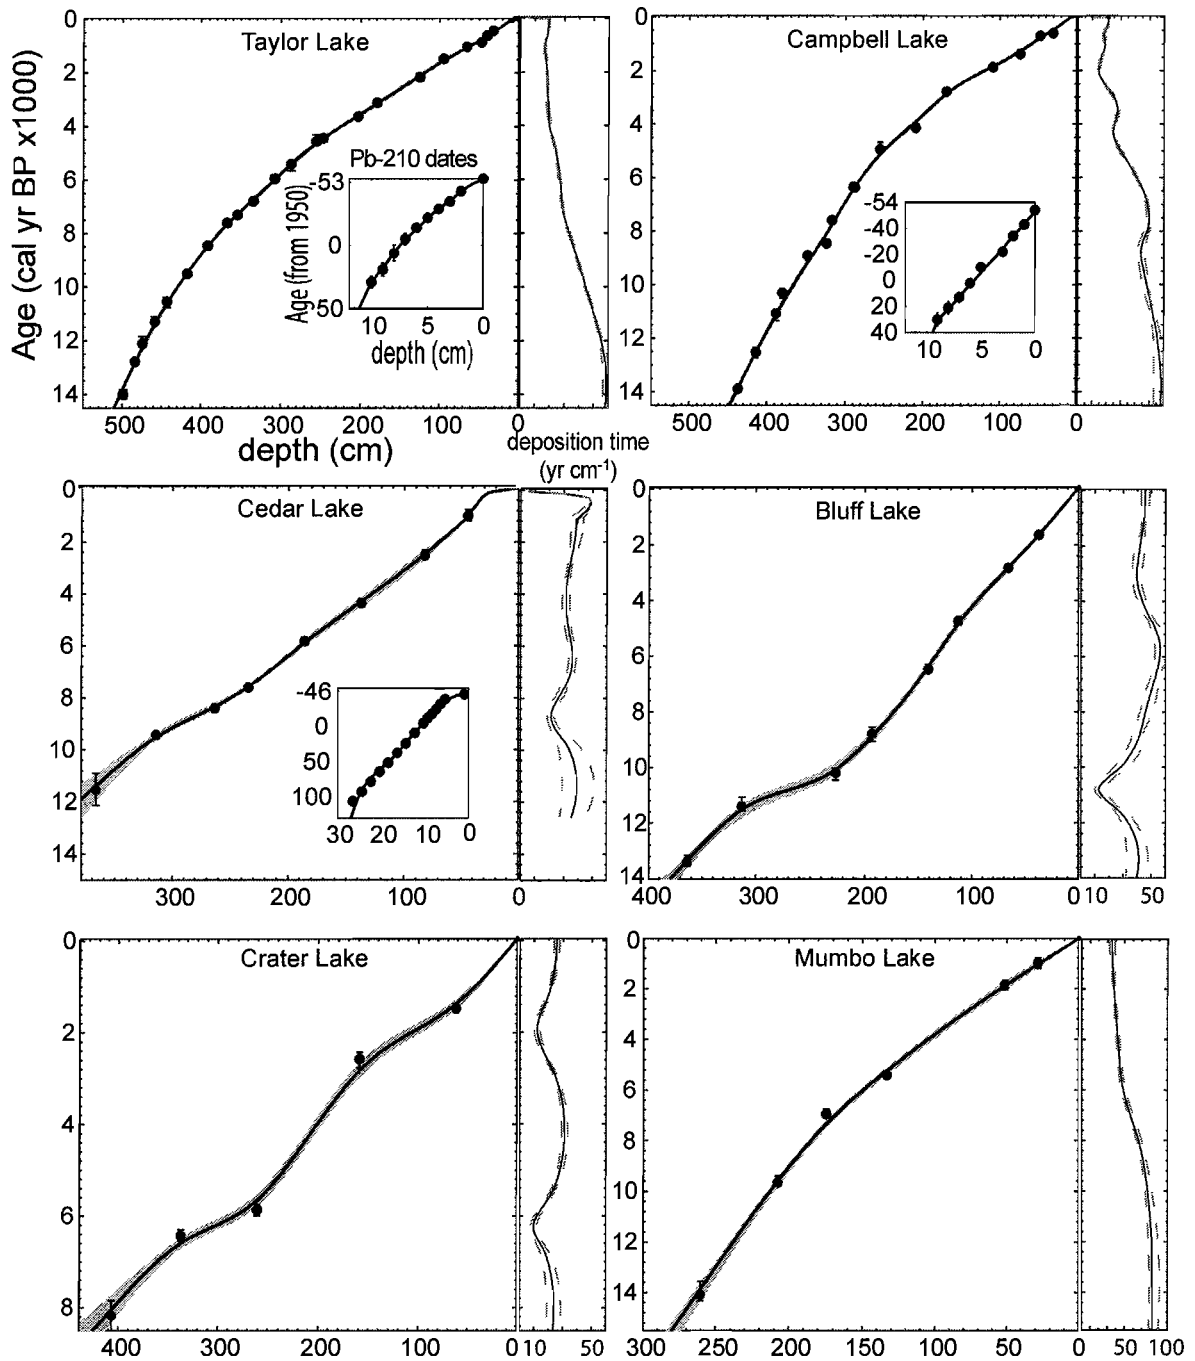 Age (cal yr BP x1000)
Taylor Lake
0
2
4
6
8
10
12
14
500 400 300 200 100 0
depth (cm)
Pb-210 dates
Age (from 1950)
-53
0
50
10 5 0
depth (cm)
deposition time
(yr cm-1)
Campbell Lake
0
2
4
6
8
10
12
14
500 400 300 200 100 0
-54
-40
-20
0
20
40
10 5 0
Cedar Lake
0
2
4
6
8
10
12
14
300 200 100 0
-46
0
50
100
30 20 10 0
10 50
Bluff Lake
0
2
4
6
8
10
12
14
400 300 200 100 0
10 50
Crater Lake
0
2
4
6
8
400 300 200 100 0
10 50
Mumbo Lake
0
2
4
6
8
10
12
14
300 250 200 150 100 50 0
50 100